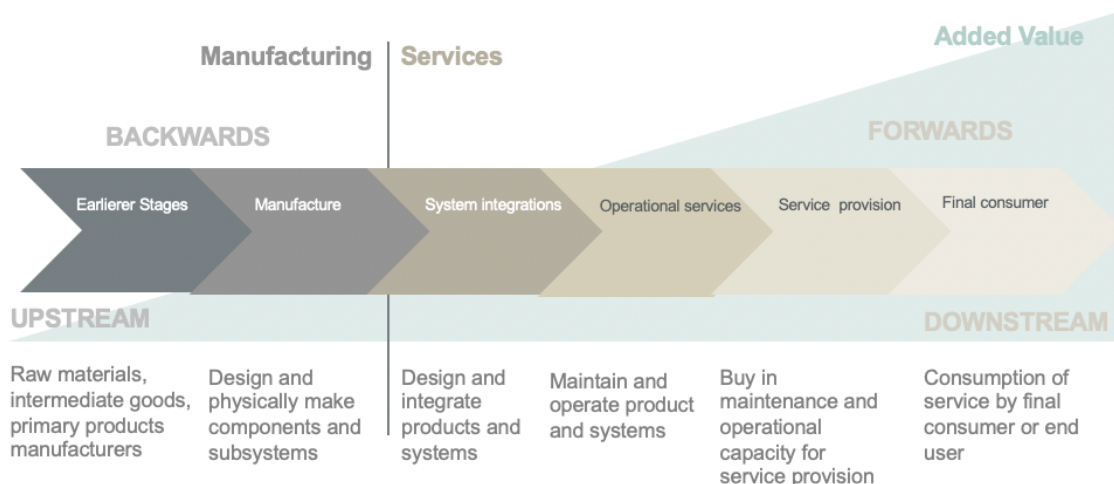 Added Value
Manufacturing
Services
BACKWARDS
FORWARDS
Earlierer Stages
Manufacture
System integrations
Operational services
Service provision
Final consumer
UPSTREAM
DOWNSTREAM
Raw materials,
intermediate goods,
primary products
manufacturers
Design and
physically make
components and
subsystems
Design and
integrate
products and
systems
Maintain and
operate product
and systems
Buy in
maintenance and
operational
capacity for
service provision
Consumption of
service by final
consumer or end
user